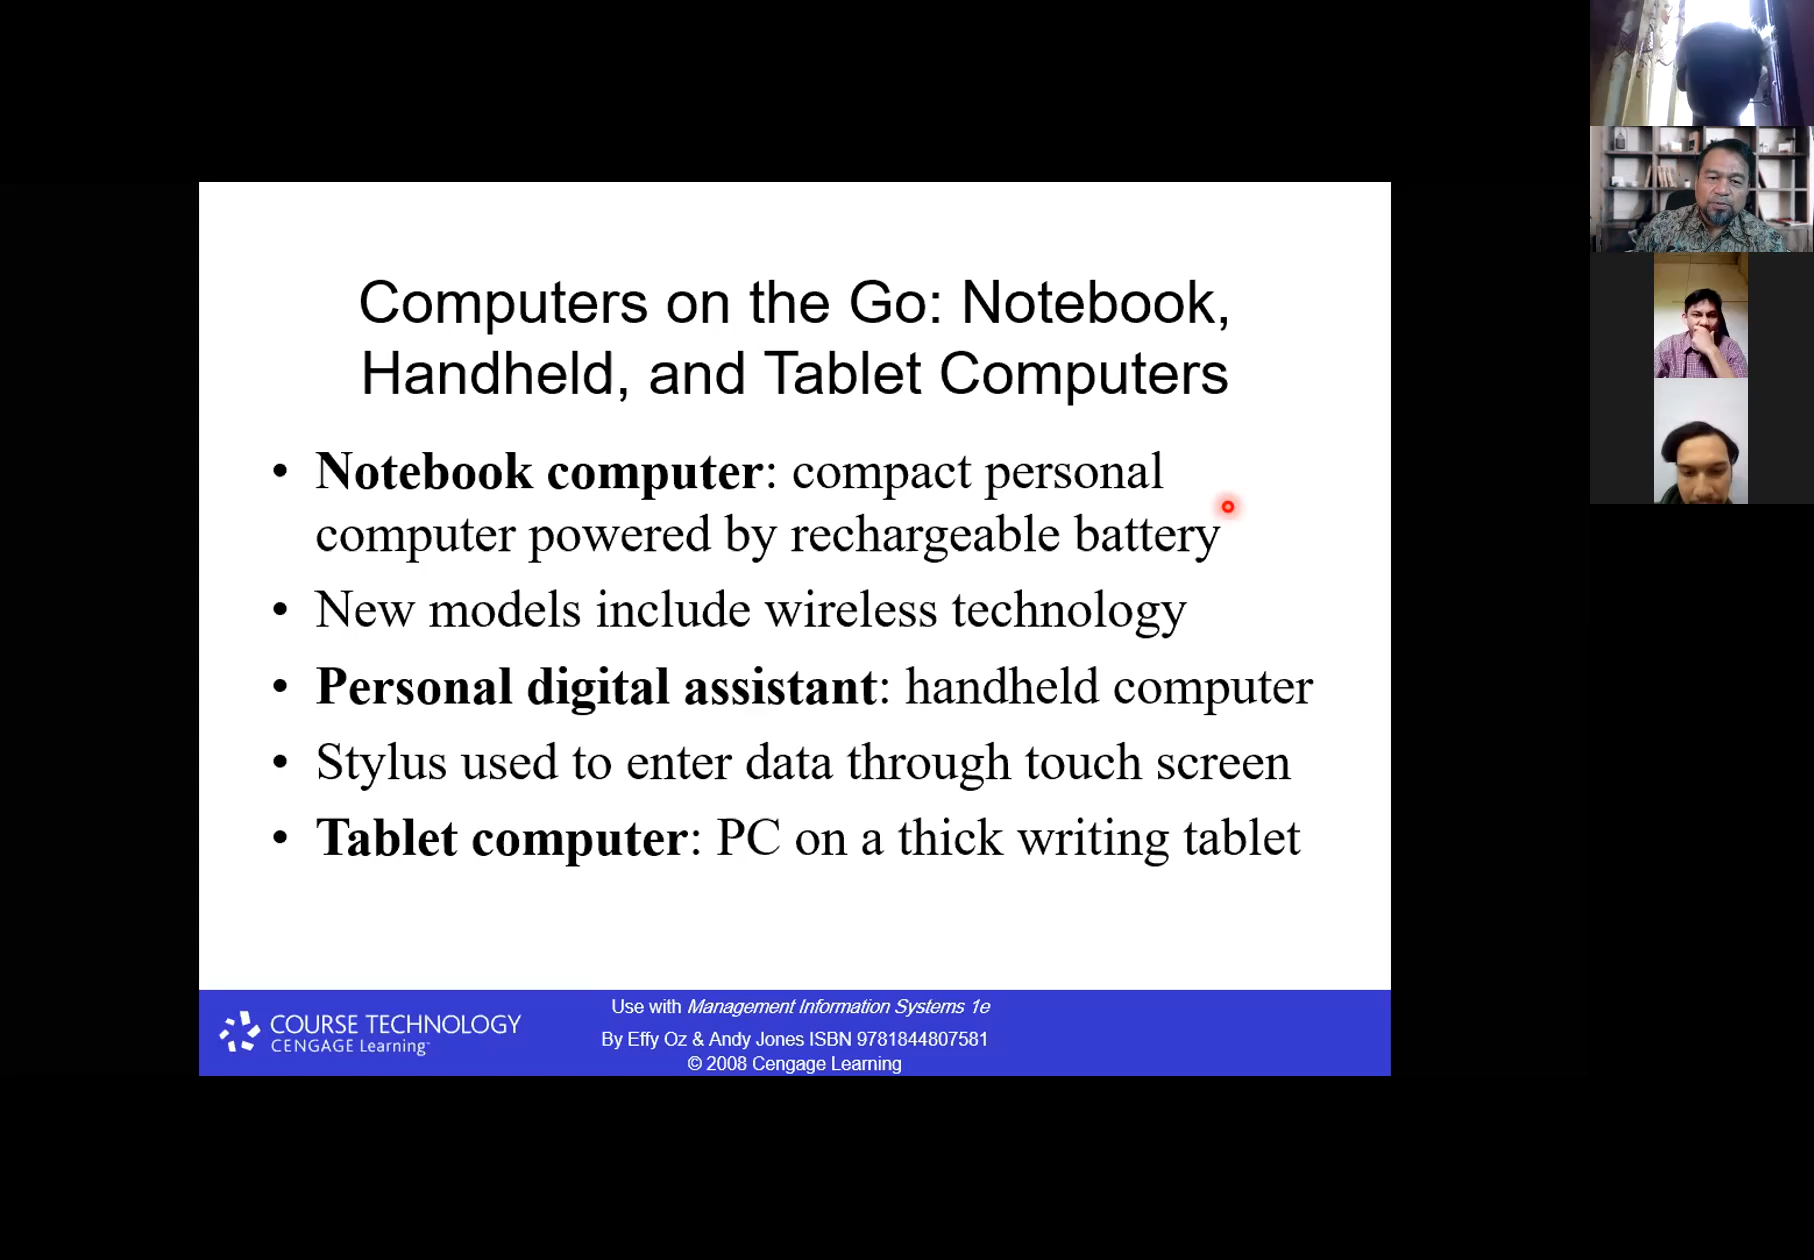 Computers on the Go: Notebook,
Handheld, and Tablet Computers
• Notebook computer: compact personal
computer powered by rechargeable battery
• New models include wireless technology
• Personal digital assistant: handheld computer
• Stylus used to enter data through touch screen
• Tablet computer: PC on a thick writing tablet
COURSE TECHNOLOGY
CENGAGE Learning™
Use with Management Information Systems 1e
By Effy Oz & Andy Jones ISBN 9781844807581
© 2008 Cengage Learning